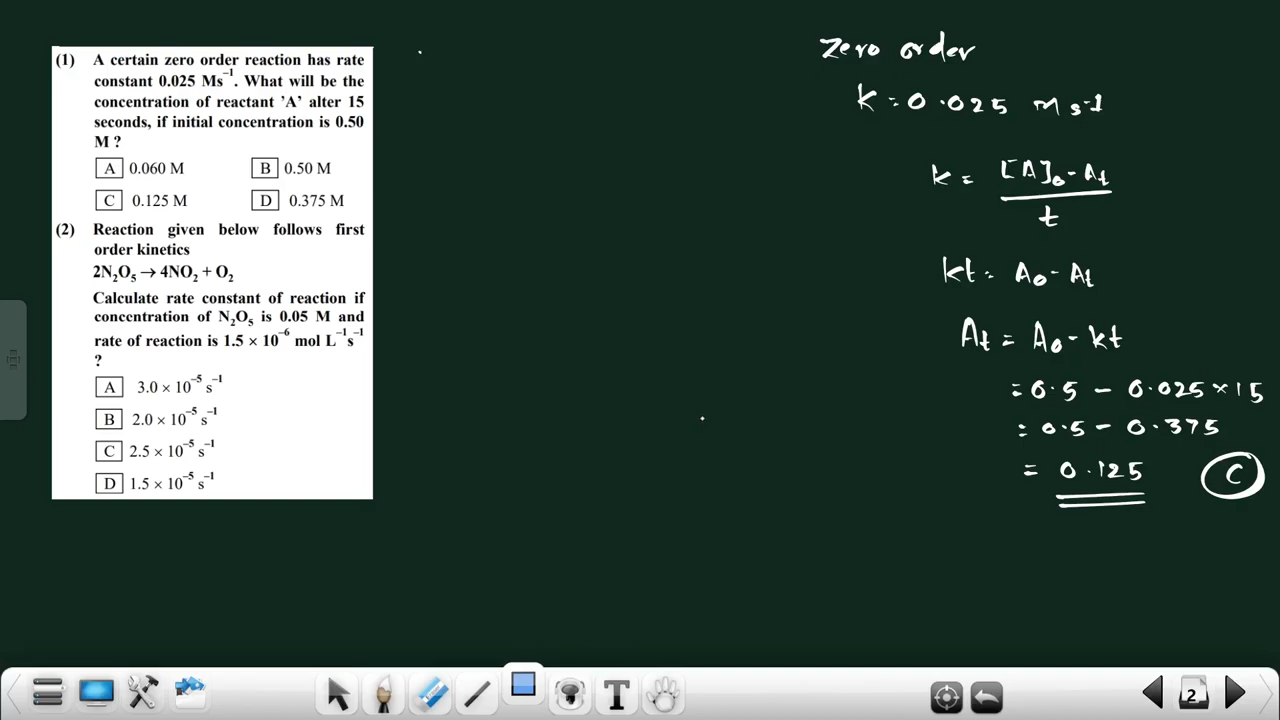 (1) A certain zero order reaction has rate
constant 0.025 Ms⁻¹. What will be the
concentration of reactant 'A' alter 15
seconds, if initial concentration is 0.50
M ?
A 0.060 M B 0.50 M
C 0.125 M D 0.375 M
(2) Reaction given below follows first
order kinetics
2N₂O₅ → 4NO₂ + O₂
Calculate rate constant of reaction if
concentration of N₂O₅ is 0.05 M and
rate of reaction is 1.5 × 10⁻⁶ mol L⁻¹s⁻¹
?
A 3.0 × 10⁻⁵ s⁻¹
B 2.0 × 10⁻⁵ s⁻¹
C 2.5 × 10⁻⁵ s⁻¹
D 1.5 × 10⁻⁵ s⁻¹
Zero order
k = 0.025 M s-1
k = [A]₀ - Aₜ
t
kt = A₀ - Aₜ
Aₜ = A₀ - kt
= 0.5 - 0.025 × 15
= 0.5 - 0.375
= 0.125 C
T
2